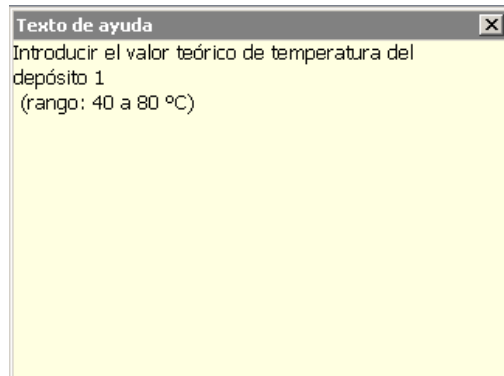 Texto de ayuda
Introducir el valor teórico de temperatura del
depósito 1
(rango: 40 a 80 ºC)